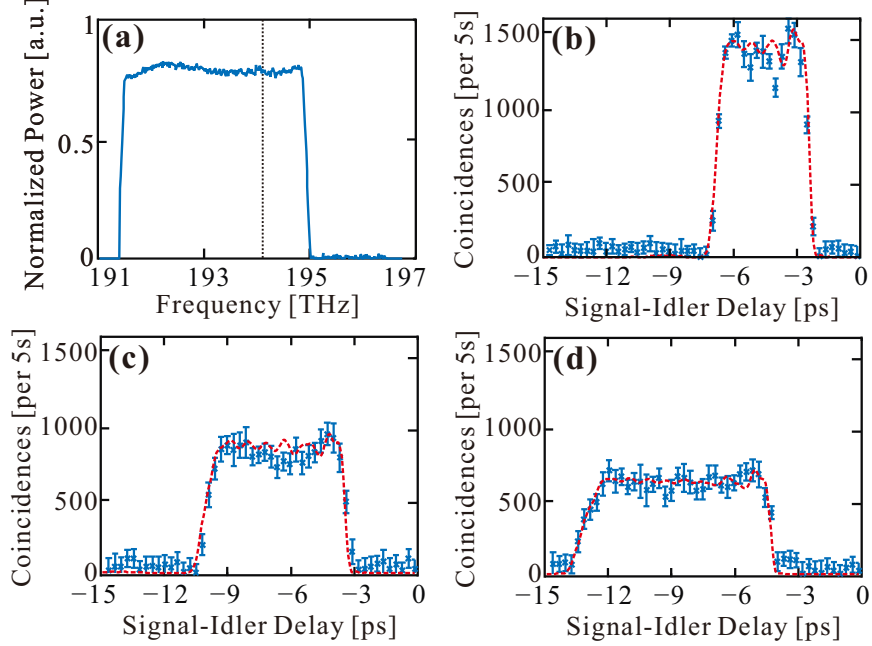 (a)
Normalized Power [a.u.]
1
0.5
0
191 193 195 197
Frequency [THz]
(b)
Coincidences [per 5s]
1500
1000
500
0
−15 −12 −9 −6 −3 0
Signal-Idler Delay [ps]
(c)
Coincidences [per 5s]
1500
1000
500
0
−15 −12 −9 −6 −3 0
Signal-Idler Delay [ps]
(d)
Coincidences [per 5s]
1500
1000
500
0
−15 −12 −9 −6 −3 0
Signal-Idler Delay [ps]